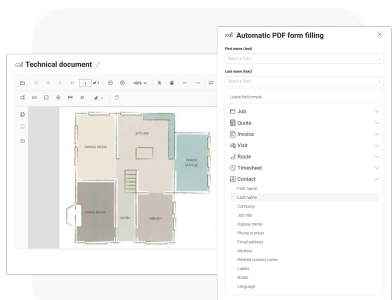 Technical document
1 of 1
100%
KITCHEN
DINING ROOM
LIVING ROOM
ENTRY
LIBRARY
Automatic PDF form filling
First name (text)
Select a field
Last name (text)
Select a field
Leave field empty
Job
Quote
Invoice
Visit
Route
Timesheet
Contact
First name
Last name
Company
Job title
Display name
Phone number
Email address
Address
Related contact name
Labels
Notes
Language